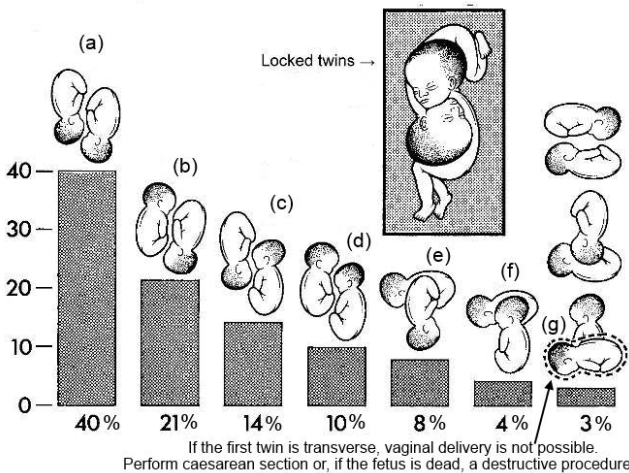 (a)
Locked twins →
(b)
(c)
(d)
(e)
(f)
(g)
40
30
20
10
0
40% 21% 14% 10% 8% 4% 3%
If the first twin is transverse, vaginal delivery is not possible.
Perform caesarean section or, if the fetus is dead, a destructive procedure